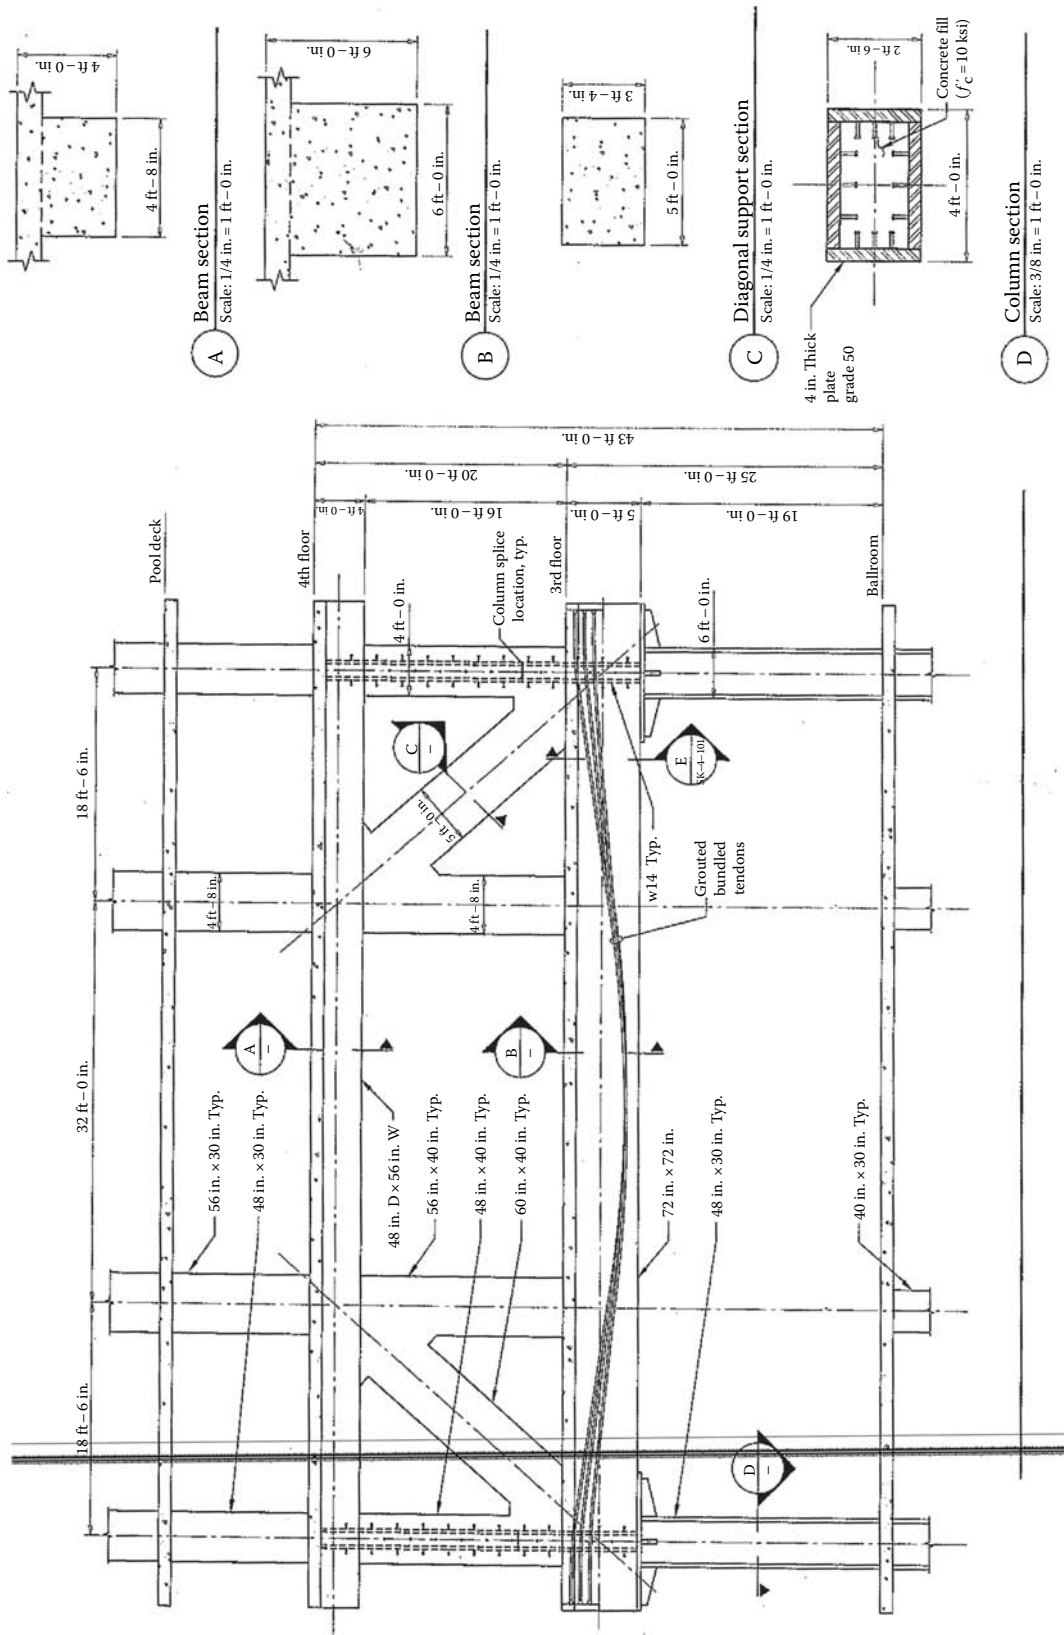 Pool deck
4th floor
3rd floor
Ballroom
18 ft – 6 in.
32 ft – 0 in.
18 ft – 6 in.
4 ft – 8 in.
4 ft – 8 in.
4 ft – 0 in.
5 ft – 0 in.
6 ft – 0 in.
4 ft – 0 in.
16 ft – 0 in.
5 ft – 0 in.
19 ft – 0 in.
20 ft – 0 in.
25 ft – 0 in.
43 ft – 0 in.
Column splice
location, typ.
A
–
B
–
C
–
D
–
E
SK–4–101
w14 Typ.
Grouted
bundled
tendons
56 in. × 30 in. Typ.
48 in. × 30 in. Typ.
48 in. D × 56 in. W
56 in. × 40 in. Typ.
48 in. × 40 in. Typ.
60 in. × 40 in. Typ.
72 in. × 72 in.
48 in. × 30 in. Typ.
40 in. × 30 in. Typ.
4 ft – 0 in.
4 ft – 8 in.
A
Beam section
Scale: 1/4 in. = 1 ft – 0 in.
6 ft – 0 in.
6 ft – 0 in.
B
Beam section
Scale: 1/4 in. = 1 ft – 0 in.
3 ft – 4 in.
5 ft – 0 in.
C
Diagonal support section
Scale: 1/4 in. = 1 ft – 0 in.
4 in. Thick
plate
grade 50
2 ft – 6 in.
4 ft – 0 in.
Concrete fill
(f′c = 10 ksi)
D
Column section
Scale: 3/8 in. = 1 ft – 0 in.